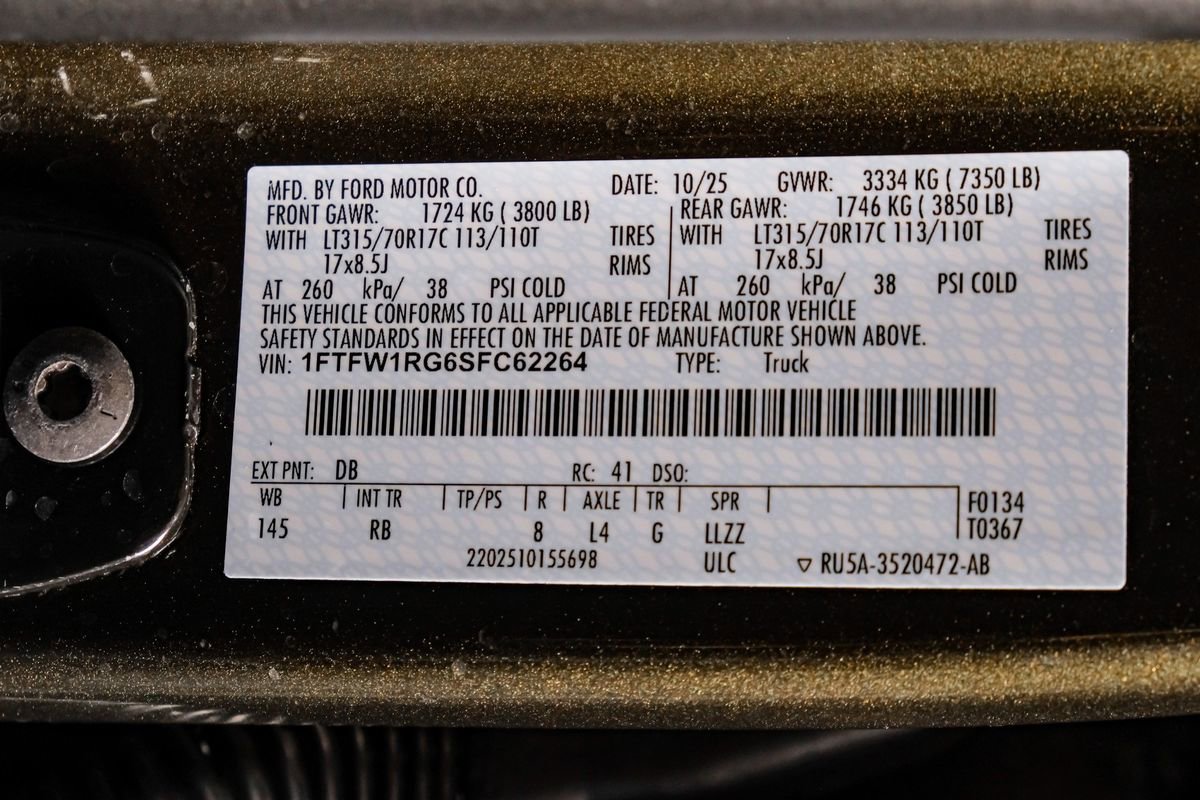 MFD. BY FORD MOTOR CO. DATE: 10/25 GVWR: 3334 KG ( 7350 LB)
FRONT GAWR: 1724 KG ( 3800 LB) REAR GAWR: 1746 KG ( 3850 LB)
WITH LT315/70R17C 113/110T TIRES WITH LT315/70R17C 113/110T TIRES
17x8.5J RIMS 17x8.5J RIMS
AT 260 kPa/ 38 PSI COLD AT 260 kPa/ 38 PSI COLD
THIS VEHICLE CONFORMS TO ALL APPLICABLE FEDERAL MOTOR VEHICLE
SAFETY STANDARDS IN EFFECT ON THE DATE OF MANUFACTURE SHOWN ABOVE.
VIN: 1FTFW1RG6SFC62264 TYPE: Truck
EXT PNT: DB RC: 41 DSO:
WB INT TR TP/PS R AXLE TR SPR F0134
145 RB 8 L4 G LLZZ T0367
2202510155698 ULC ▽ RU5A-3520472-AB